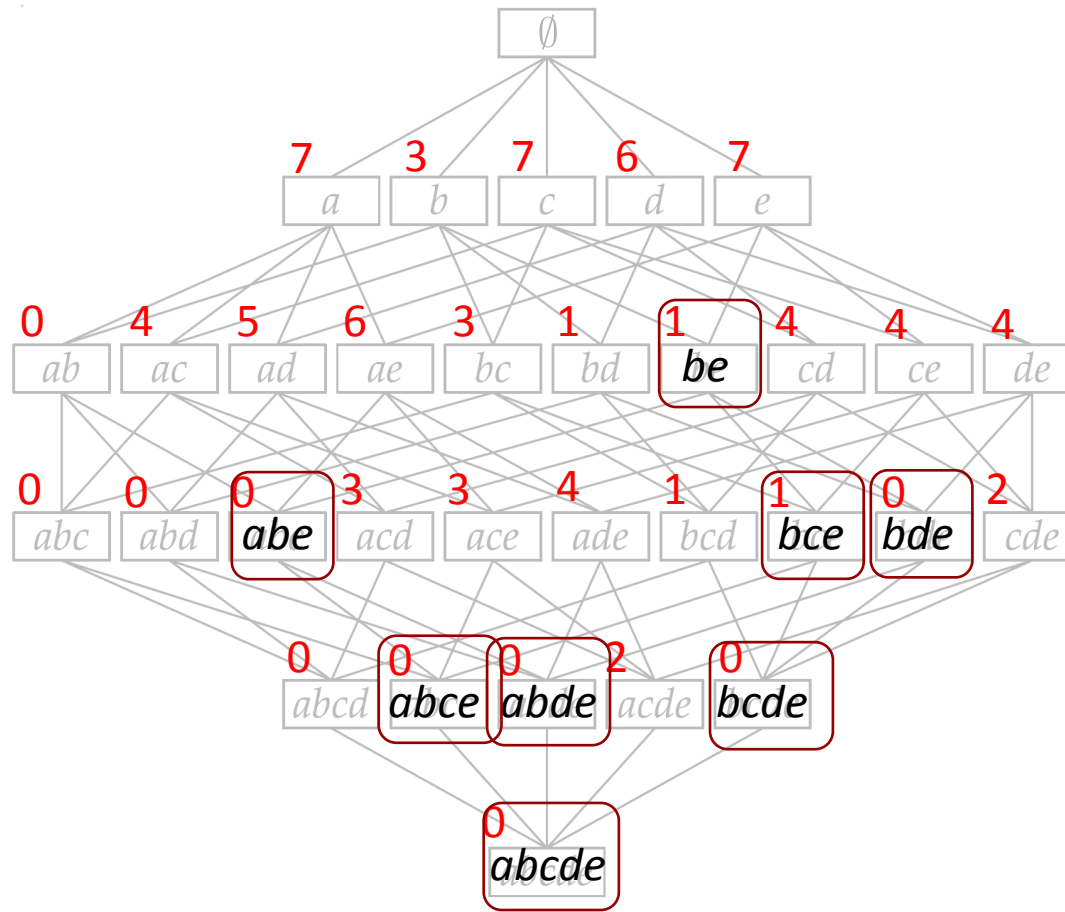 ∅
7 3 7 6 7
a b c d e
0 4 5 6 3 1 1 4 4 4
ab ac ad ae bc bd be cd ce de
0 0 0 3 3 4 1 1 0 2
abc abd abe acd ace ade bcd bce bde cde
0 0 0 2 0
abcd abce abde acde bcde
0
abcde